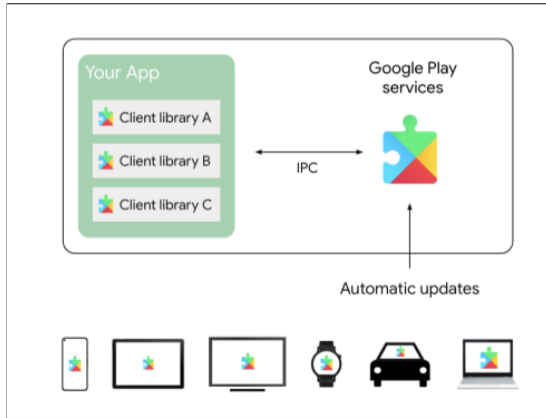 Your App
Client library A
Client library B
Client library C
IPC
Google Play
services
Automatic updates